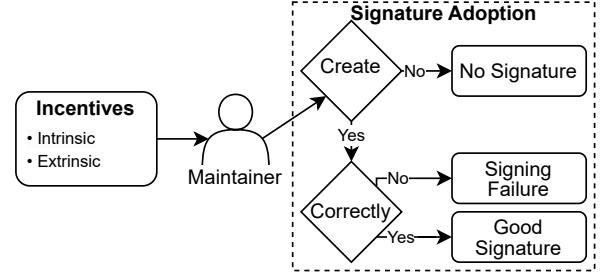 Signature Adoption
Incentives
• Intrinsic
• Extrinsic
Maintainer
Create
No
No Signature
Yes
Correctly
No
Signing
Failure
Yes
Good
Signature